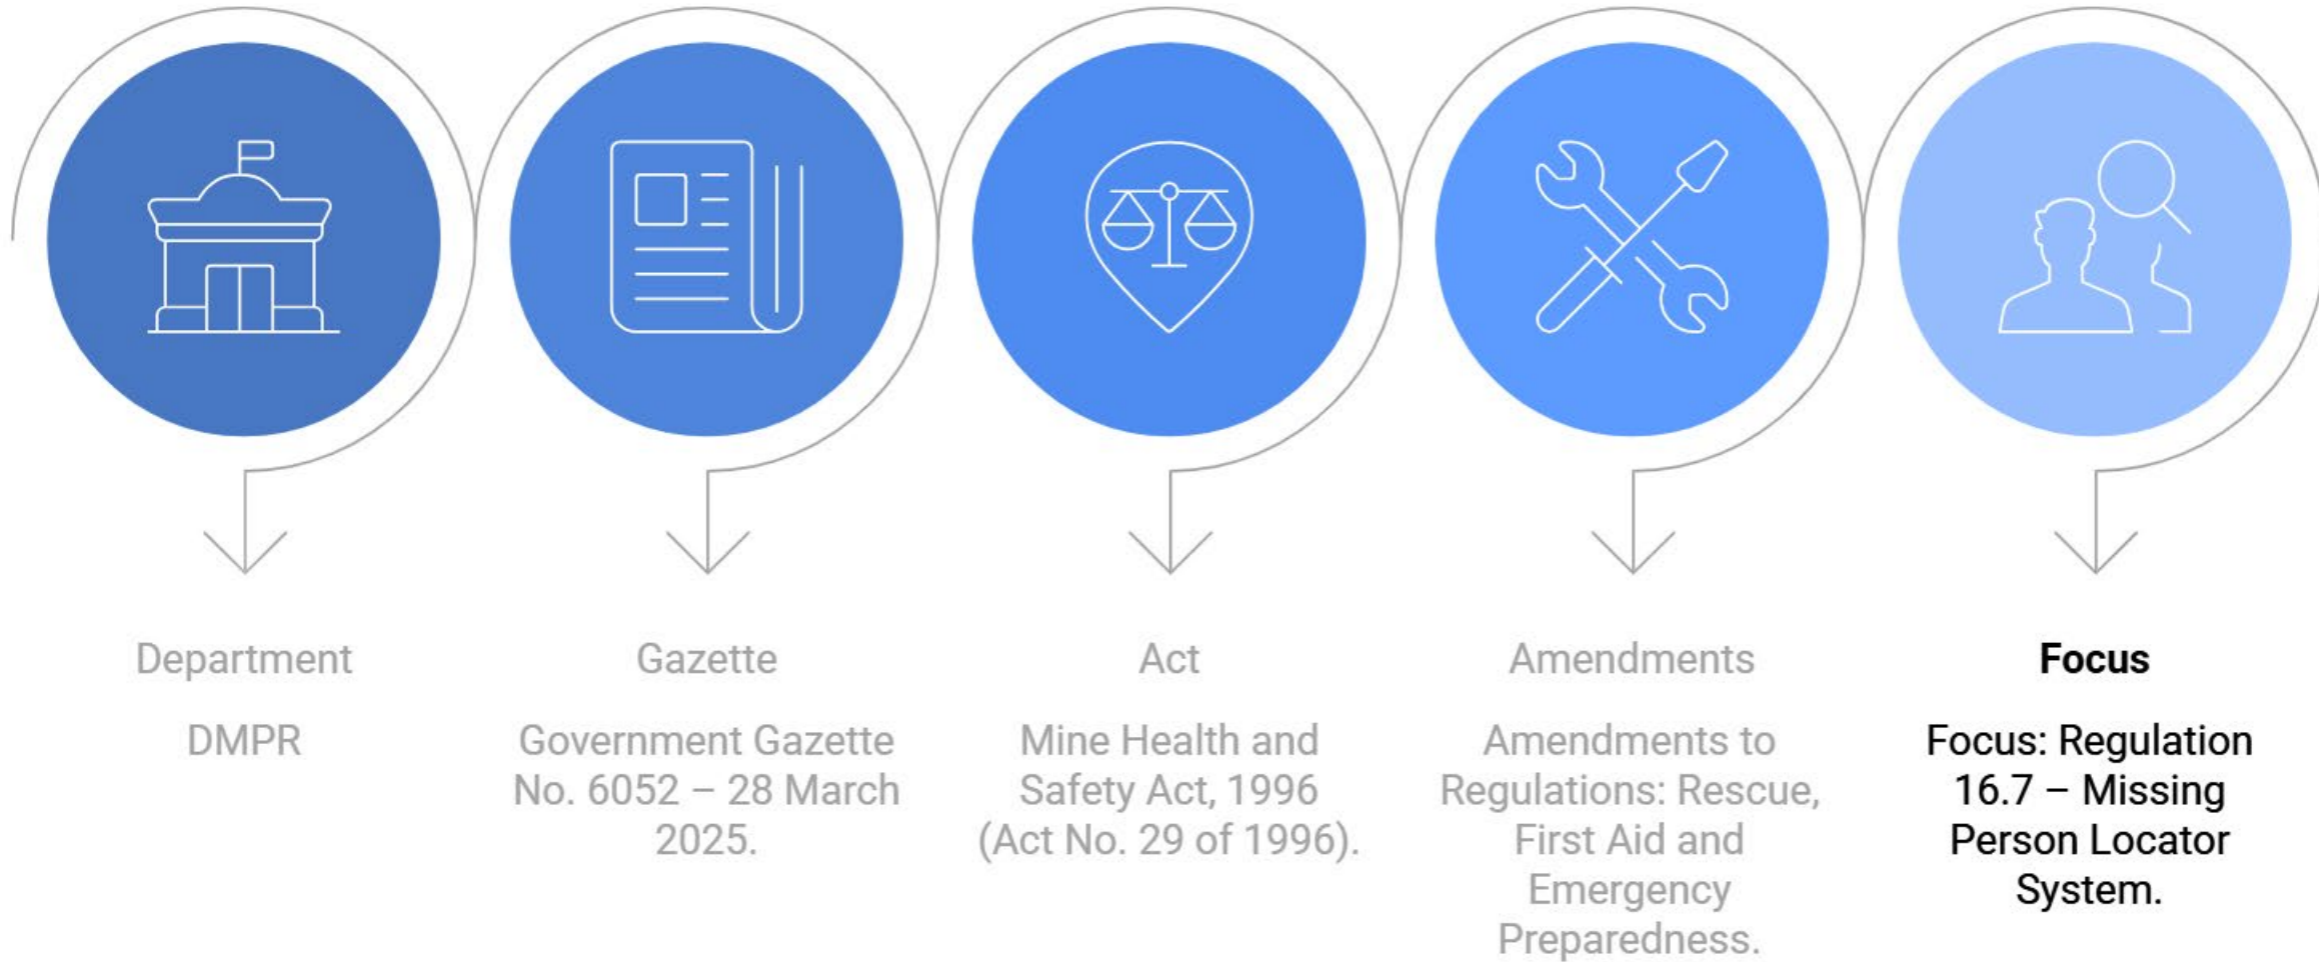 Department
DMPR
Gazette
Government Gazette
No. 6052 – 28 March
2025.
Act
Mine Health and
Safety Act, 1996
(Act No. 29 of 1996).
Amendments
Amendments to
Regulations: Rescue,
First Aid and
Emergency
Preparedness.
Focus
Focus: Regulation
16.7 – Missing
Person Locator
System.